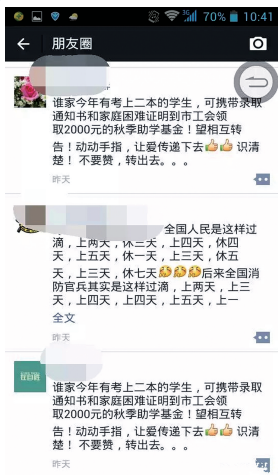 3G 70% 10:41
朋友圈
谁家今年有考上二本的学生，可携带录取
通知书和家庭困难证明到市工会领
取2000元的秋季助学基金！望相互转
告！动动手指，让爱传递下去👍👍 识清
楚！ 不要赞，转出去。。。
昨天
全国人民是这样过
滴，上两天，休三天，上四天，休四
天，上五天，休一天，上三天，休五
天，上三天，休七天😘😘😘后来全国消
防官兵其实是这样过滴，上两天，上三
天，上四天，上四天，上五天，上一
全文
昨天
谁家今年有考上二本的学生，可携带录取
通知书和家庭困难证明到市工会领
取2000元的秋季助学基金！望相互转
告！动动手指，让爱传递下去👍👍 识清
楚！ 不要赞，转出去。。。
昨天